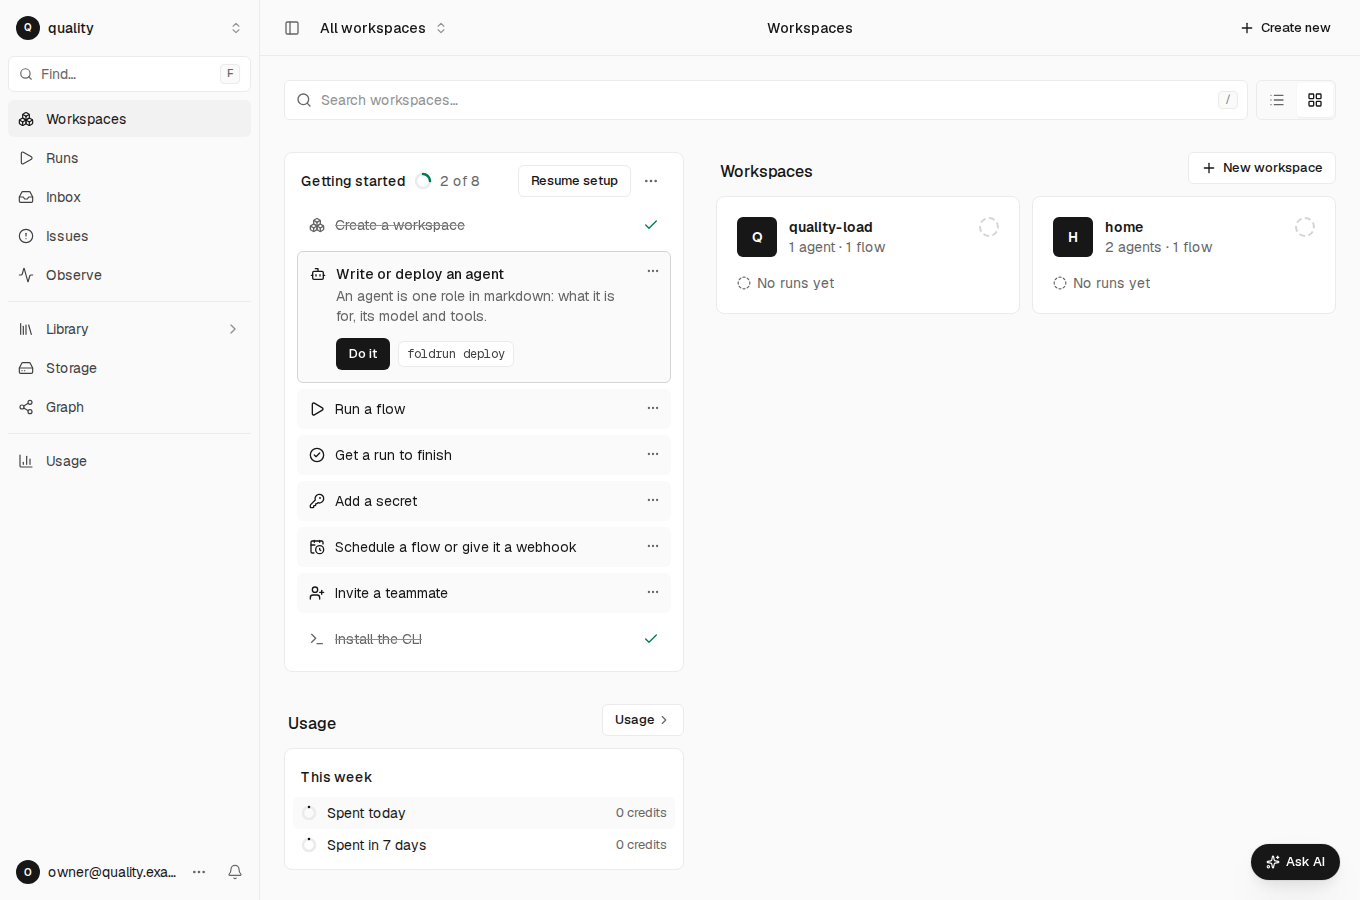 Q quality
Find...
F
Workspaces
Runs
Inbox
Issues
Observe
Library
Storage
Graph
Usage
O owner@quality.exa...
All workspaces
Workspaces
Create new
Search workspaces...
/
Getting started 2 of 8
Resume setup
Create a workspace
Write or deploy an agent
An agent is one role in markdown: what it is
for, its model and tools.
Do it
foldrun deploy
Run a flow
Get a run to finish
Add a secret
Schedule a flow or give it a webhook
Invite a teammate
Install the CLI
Usage
Usage
This week
Spent today 0 credits
Spent in 7 days 0 credits
Workspaces
New workspace
Q
quality-load
1 agent · 1 flow
No runs yet
H
home
2 agents · 1 flow
No runs yet
Ask AI